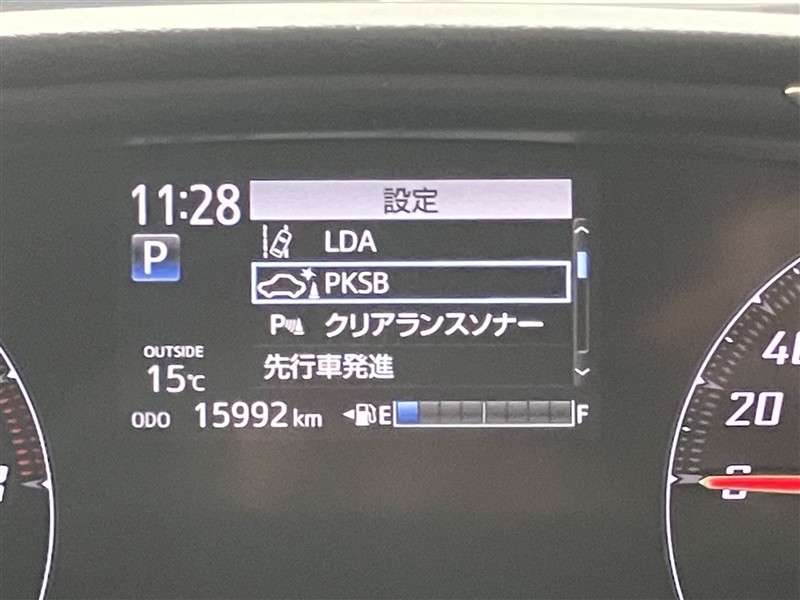 11:28
設定
LDA
P
PKSB
P クリアランスソナー
先行車発進
OUTSIDE
15℃
ODO 15992 km
E F
40
20
0